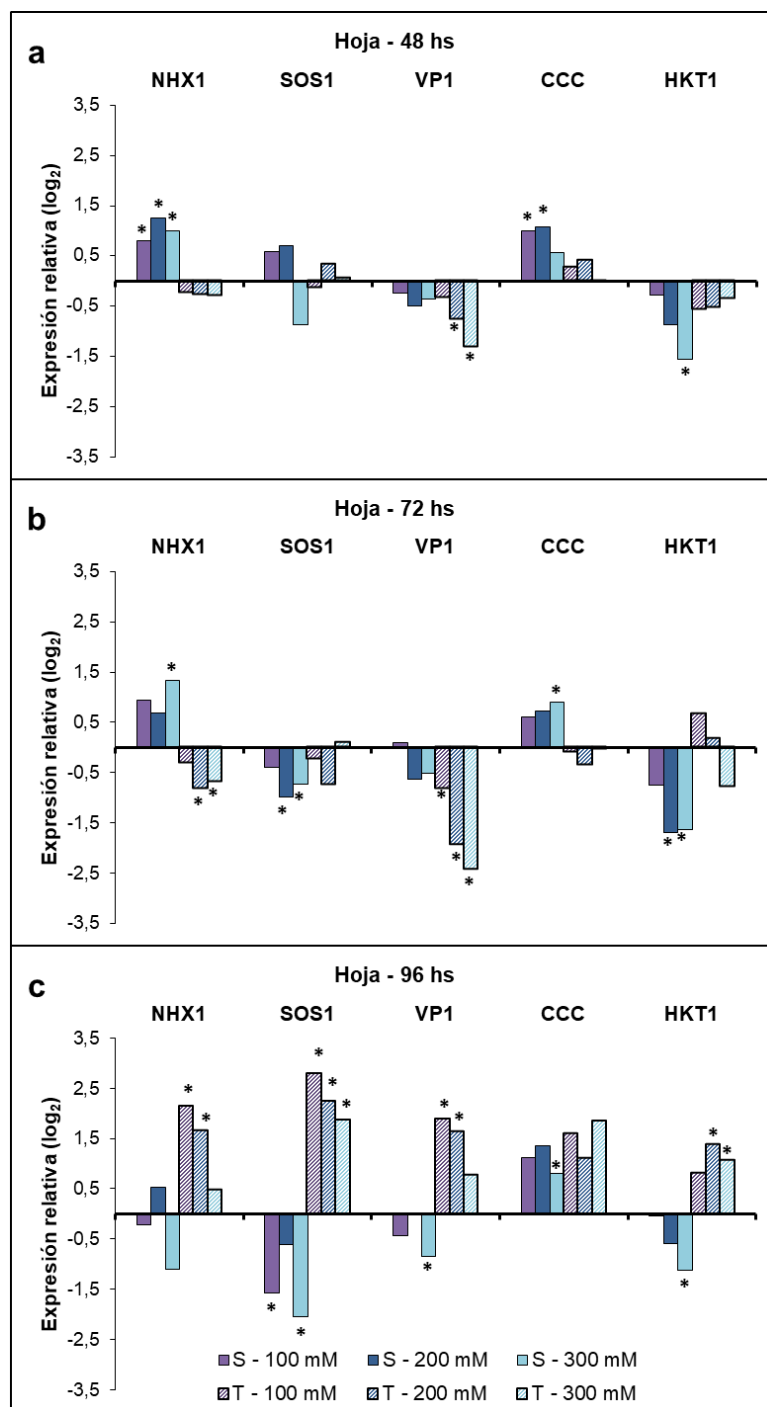 a
Hoja - 48 hs
NHX1 SOS1 VP1 CCC HKT1
Expresión relativa (log2)
3,5
2,5
1,5
0,5
-0,5
-1,5
-2,5
-3,5
* * *
* *
* *
*
b
Hoja - 72 hs
NHX1 SOS1 VP1 CCC HKT1
Expresión relativa (log2)
3,5
2,5
1,5
0,5
-0,5
-1,5
-2,5
-3,5
* *
* * * * * * * * *
c
Hoja - 96 hs
NHX1 SOS1 VP1 CCC HKT1
Expresión relativa (log2)
3,5
2,5
1,5
0,5
-0,5
-1,5
-2,5
-3,5
* * * * * * * * * *
* * * *
S - 100 mM S - 200 mM S - 300 mM
T - 100 mM T - 200 mM T - 300 mM